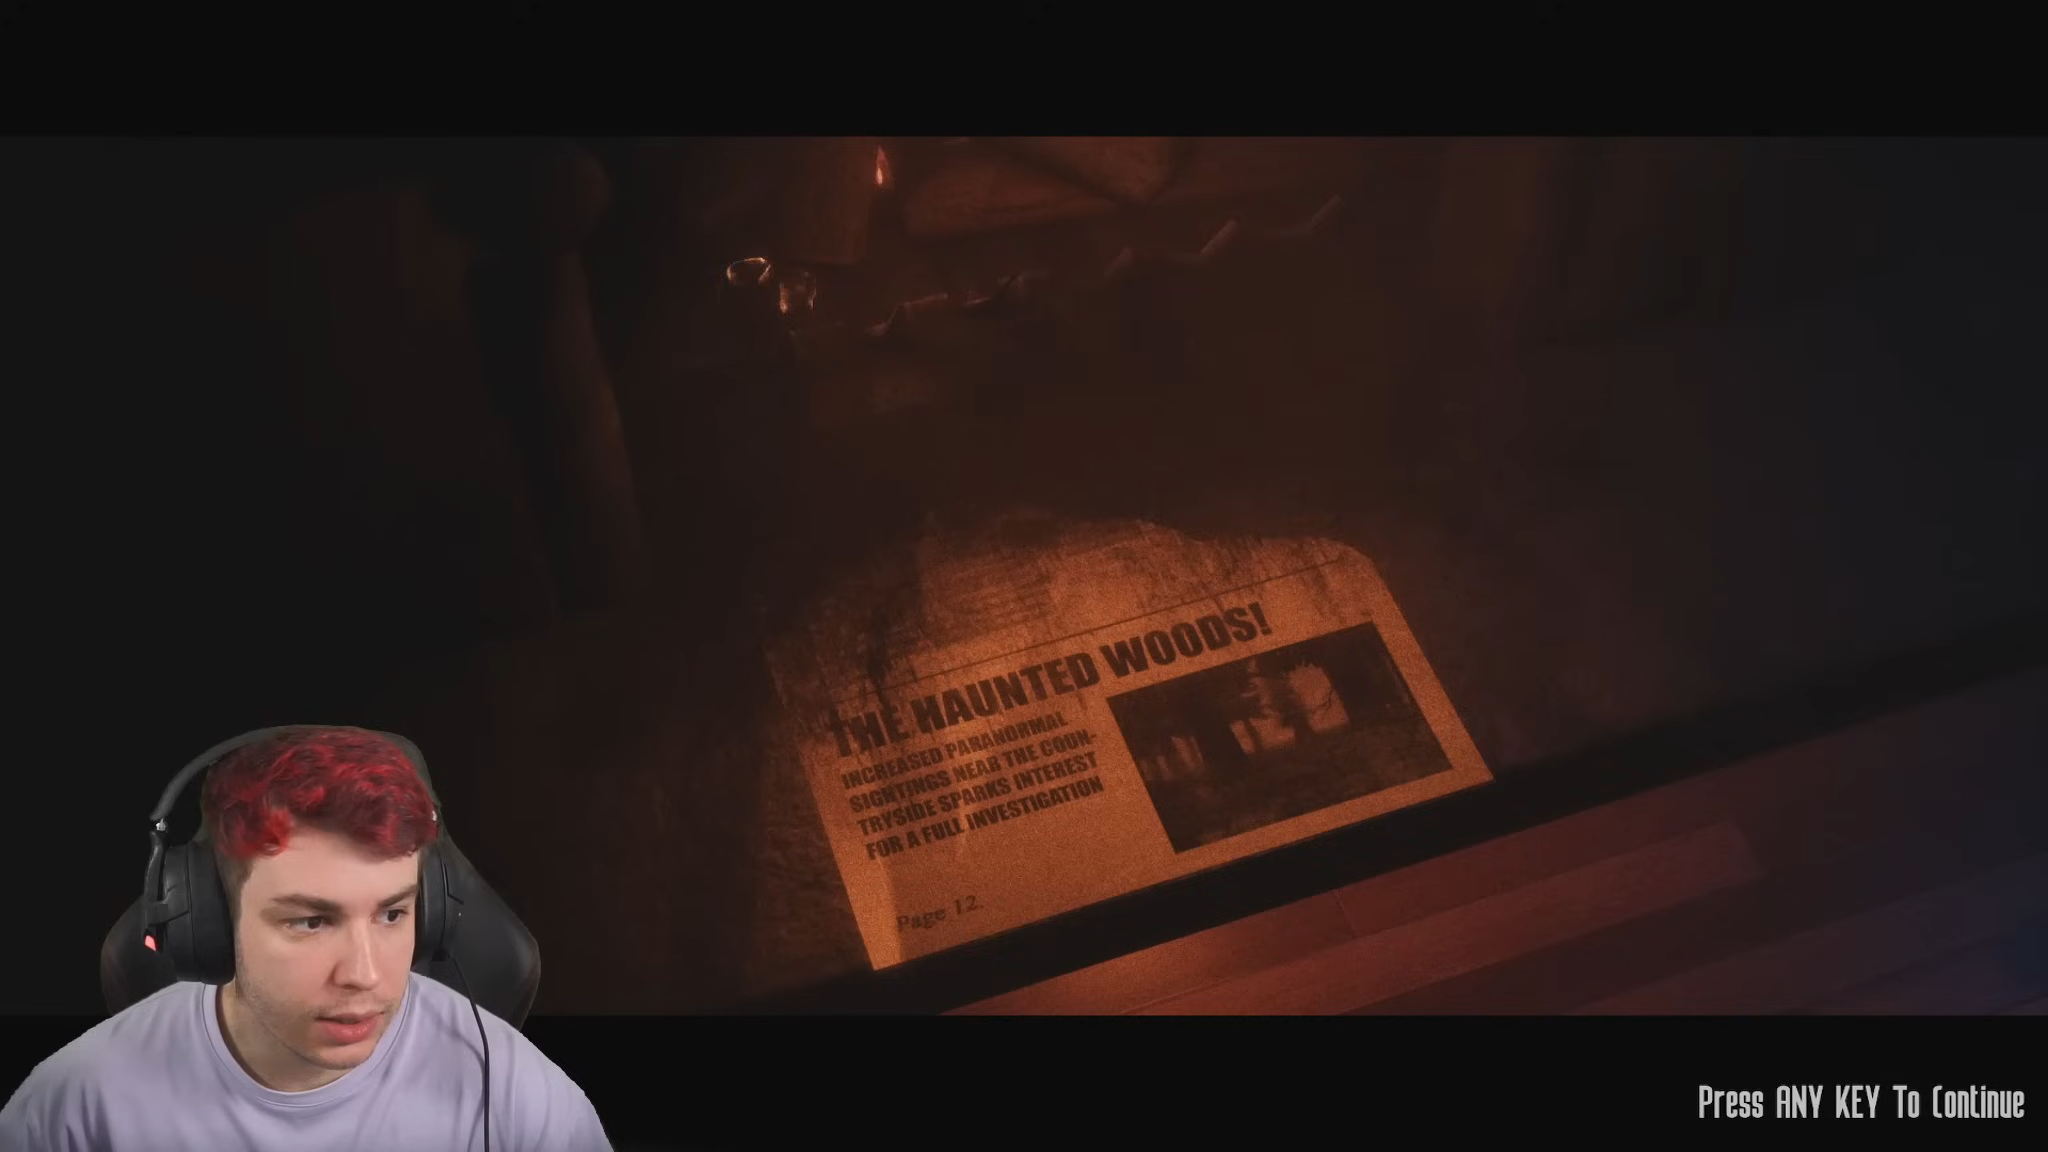 THE HAUNTED WOODS!
INCREASED PARANORMAL
SIGHTINGS NEAR THE COUN-
TRYSIDE SPARKS INTEREST
FOR A FULL INVESTIGATION
Page 12.
Press ANY KEY To Continue